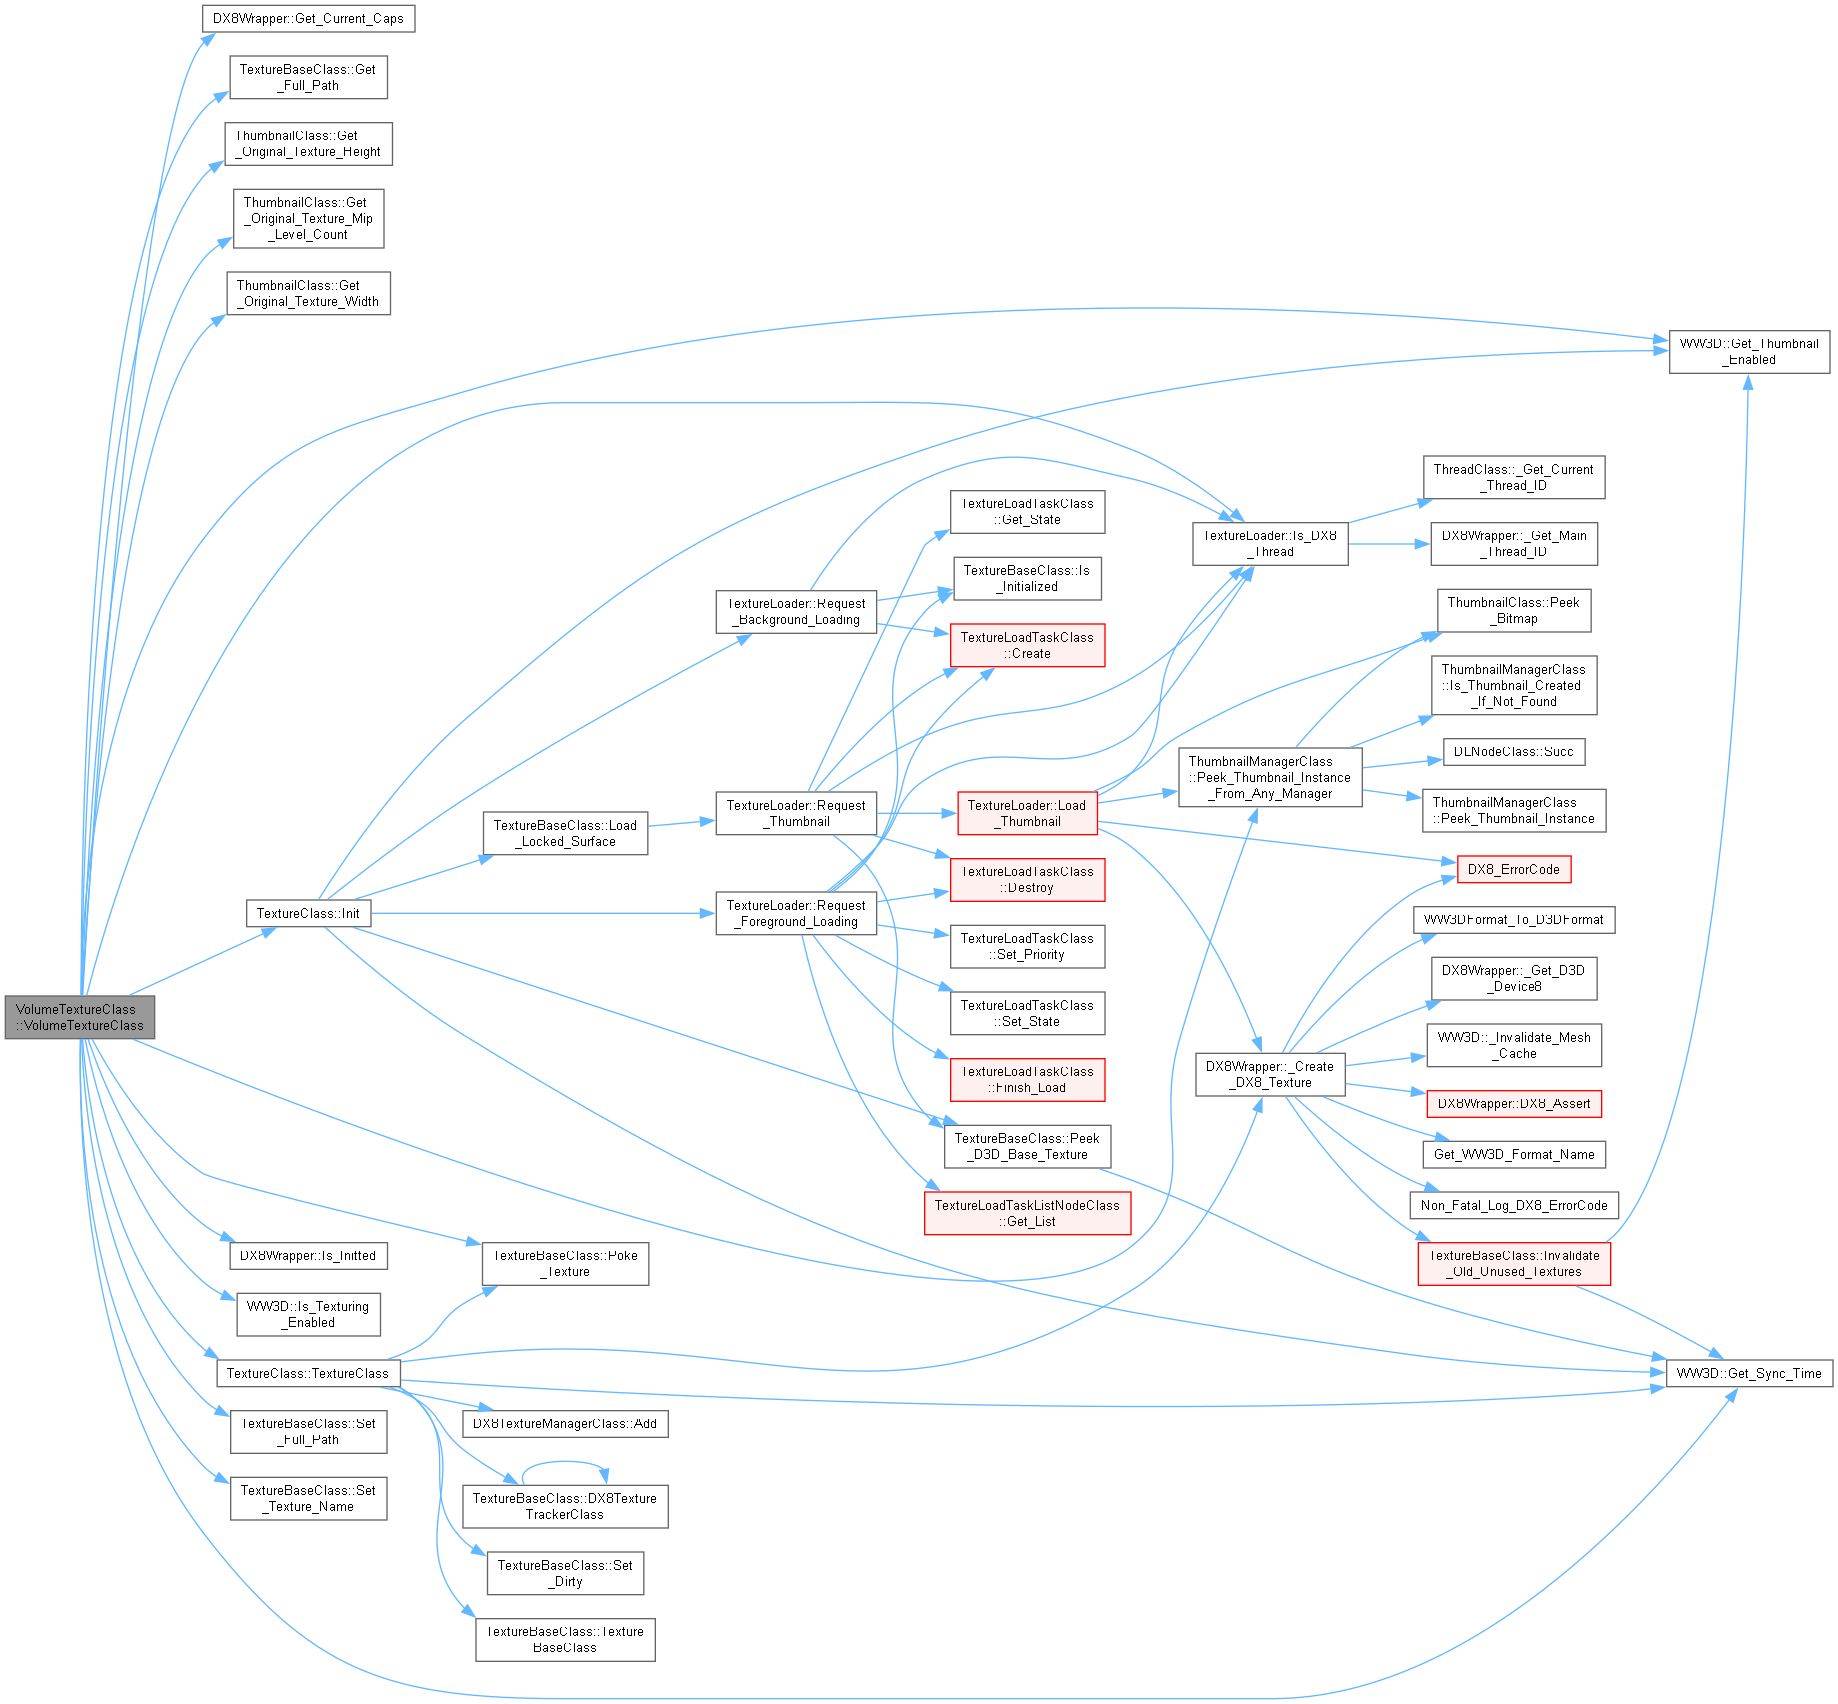 DX8Wrapper::Get_Current_Caps
TextureBaseClass::Get
_Full_Path
ThumbnailClass::Get
_Original_Texture_Height
ThumbnailClass::Get
_Original_Texture_Mip
_Level_Count
ThumbnailClass::Get
_Original_Texture_Width
WW3D::Get_Thumbnail
_Enabled
ThreadClass::_Get_Current
_Thread_ID
TextureLoadTaskClass
::Get_State
TextureLoader::Is_DX8
_Thread
DX8Wrapper::_Get_Main
_Thread_ID
TextureBaseClass::Is
_Initialized
TextureLoader::Request
_Background_Loading
ThumbnailClass::Peek
_Bitmap
TextureLoadTaskClass
::Create
ThumbnailManagerClass
::Is_Thumbnail_Created
_If_Not_Found
DLNodeClass::Succ
ThumbnailManagerClass
::Peek_Thumbnail_Instance
_From_Any_Manager
ThumbnailManagerClass
::Peek_Thumbnail_Instance
TextureLoader::Request
_Thumbnail
TextureLoader::Load
_Thumbnail
TextureBaseClass::Load
_Locked_Surface
DX8_ErrorCode
TextureLoadTaskClass
::Destroy
TextureClass::Init
TextureLoader::Request
_Foreground_Loading
WW3DFormat_To_D3DFormat
TextureLoadTaskClass
::Set_Priority
DX8Wrapper::_Get_D3D
_Device8
VolumeTextureClass
::VolumeTextureClass
TextureLoadTaskClass
::Set_State
WW3D::_Invalidate_Mesh
_Cache
DX8Wrapper::_Create
_DX8_Texture
TextureLoadTaskClass
::Finish_Load
DX8Wrapper::DX8_Assert
TextureBaseClass::Peek
_D3D_Base_Texture
Get_WW3D_Format_Name
TextureLoadTaskListNodeClass
::Get_List
Non_Fatal_Log_DX8_ErrorCode
DX8Wrapper::Is_Initted
TextureBaseClass::Poke
_Texture
TextureBaseClass::Invalidate
_Old_Unused_Textures
WW3D::Is_Texturing
_Enabled
TextureClass::TextureClass
WW3D::Get_Sync_Time
TextureBaseClass::Set
_Full_Path
DX8TextureManagerClass::Add
TextureBaseClass::Set
_Texture_Name
TextureBaseClass::DX8Texture
TrackerClass
TextureBaseClass::Set
_Dirty
TextureBaseClass::Texture
BaseClass